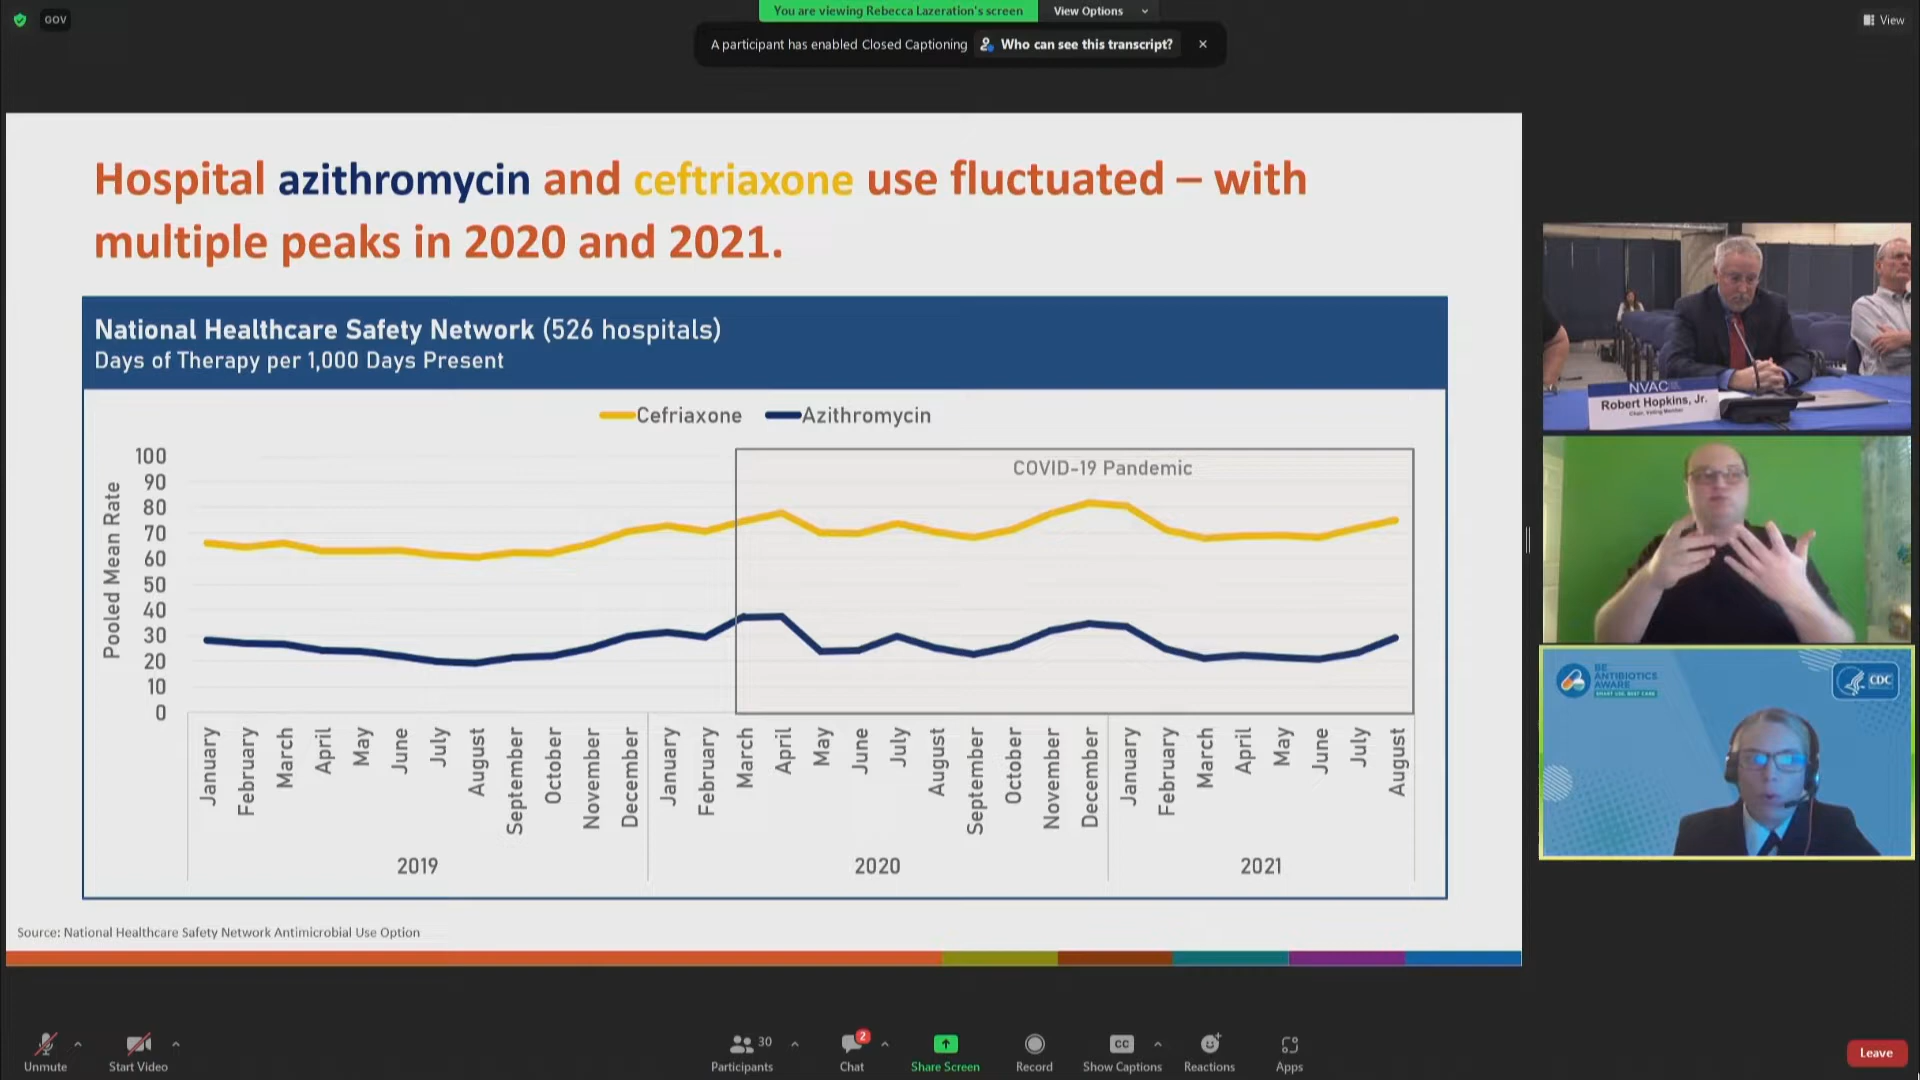 GOV
You are viewing Rebecca Lazeration's screen
View Options
View
A participant has enabled Closed Captioning
Who can see this transcript?
Hospital azithromycin and ceftriaxone use fluctuated – with
multiple peaks in 2020 and 2021.
National Healthcare Safety Network (526 hospitals)
Days of Therapy per 1,000 Days Present
Cefriaxone
Azithromycin
COVID-19 Pandemic
Pooled Mean Rate
100
90
80
70
60
50
40
30
20
10
0
January
February
March
April
May
June
July
August
September
October
November
December
January
February
March
April
May
June
July
August
September
October
November
December
January
February
March
April
May
June
July
August
2019
2020
2021
Source: National Healthcare Safety Network Antimicrobial Use Option
NVAC
Robert Hopkins, Jr.
Chair, Voting Member
BE
ANTIBIOTICS
AWARE
SMART USE, BEST CARE
CDC
Unmute
Start Video
30
Participants
2
Chat
Share Screen
Record
CC
Show Captions
Reactions
Apps
Leave